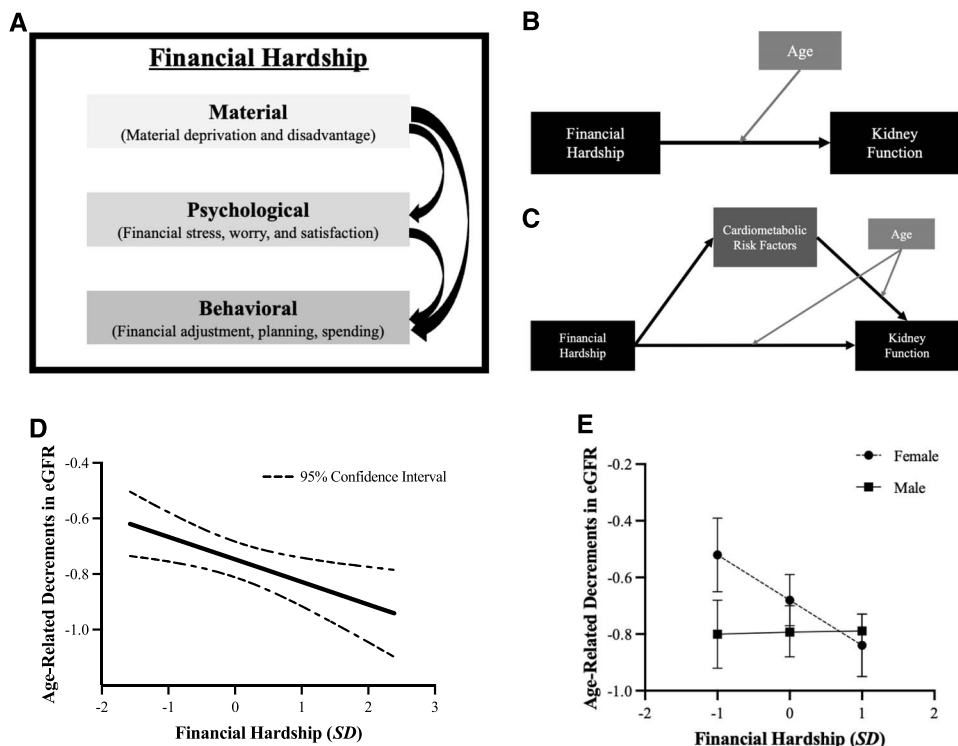 A
Financial Hardship
Material
(Material deprivation and disadvantage)
Psychological
(Financial stress, worry, and satisfaction)
Behavioral
(Financial adjustment, planning, spending)
B
Age
Financial
Hardship
Kidney
Function
C
Cardiometabolic
Risk Factors
Age
Financial
Hardship
Kidney
Function
D
Age-Related Decrements in eGFR
-0.4
-0.6
-0.8
-1.0
95% Confidence Interval
-2
-1
0
1
2
3
Financial Hardship (SD)
E
Age-Related Decrements in eGFR
-0.2
-0.4
-0.6
-0.8
-1.0
Female
Male
-2
-1
0
1
2
Financial Hardship (SD)